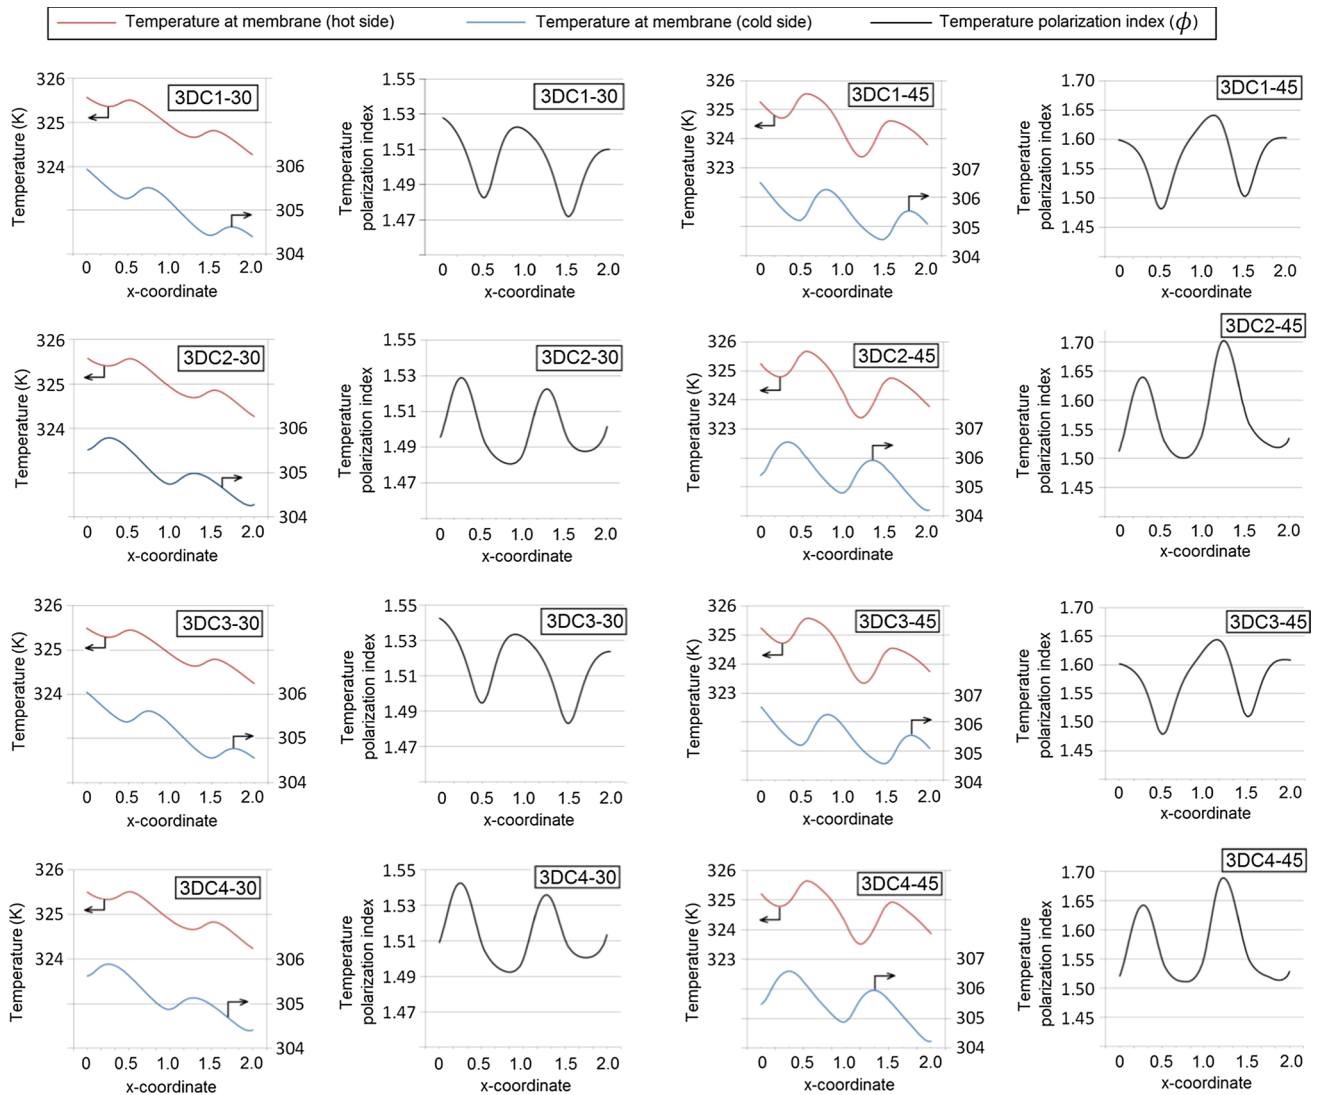 Temperature at membrane (hot side) Temperature at membrane (cold side) Temperature polarization index (ϕ)
3DC1-30
Temperature (K)
326
325
324
306
305
304
0 0.5 1.0 1.5 2.0
x-coordinate
3DC1-30
Temperature
polarization index
1.55
1.53
1.51
1.49
1.47
0 0.5 1.0 1.5 2.0
x-coordinate
3DC1-45
Temperature (K)
326
325
324
323
307
306
305
304
0 0.5 1.0 1.5 2.0
x-coordinate
3DC1-45
Temperature
polarization index
1.70
1.65
1.60
1.55
1.50
1.45
0 0.5 1.0 1.5 2.0
x-coordinate
3DC2-30
Temperature (K)
326
325
324
306
305
304
0 0.5 1.0 1.5 2.0
x-coordinate
3DC2-30
Temperature
polarization index
1.55
1.53
1.51
1.49
1.47
0 0.5 1.0 1.5 2.0
x-coordinate
3DC2-45
Temperature (K)
326
325
324
323
307
306
305
304
0 0.5 1.0 1.5 2.0
x-coordinate
3DC2-45
Temperature
polarization index
1.70
1.65
1.60
1.55
1.50
1.45
0 0.5 1.0 1.5 2.0
x-coordinate
3DC3-30
Temperature (K)
326
325
324
306
305
304
0 0.5 1.0 1.5 2.0
x-coordinate
3DC3-30
Temperature
polarization index
1.55
1.53
1.51
1.49
1.47
0 0.5 1.0 1.5 2.0
x-coordinate
3DC3-45
Temperature (K)
326
325
324
323
307
306
305
304
0 0.5 1.0 1.5 2.0
x-coordinate
3DC3-45
Temperature
polarization index
1.70
1.65
1.60
1.55
1.50
1.45
0 0.5 1.0 1.5 2.0
x-coordinate
3DC4-30
Temperature (K)
326
325
324
306
305
304
0 0.5 1.0 1.5 2.0
x-coordinate
3DC4-30
Temperature
polarization index
1.55
1.53
1.51
1.49
1.47
0 0.5 1.0 1.5 2.0
x-coordinate
3DC4-45
Temperature (K)
326
325
324
323
307
306
305
304
0 0.5 1.0 1.5 2.0
x-coordinate
3DC4-45
Temperature
polarization index
1.70
1.65
1.60
1.55
1.50
1.45
0 0.5 1.0 1.5 2.0
x-coordinate